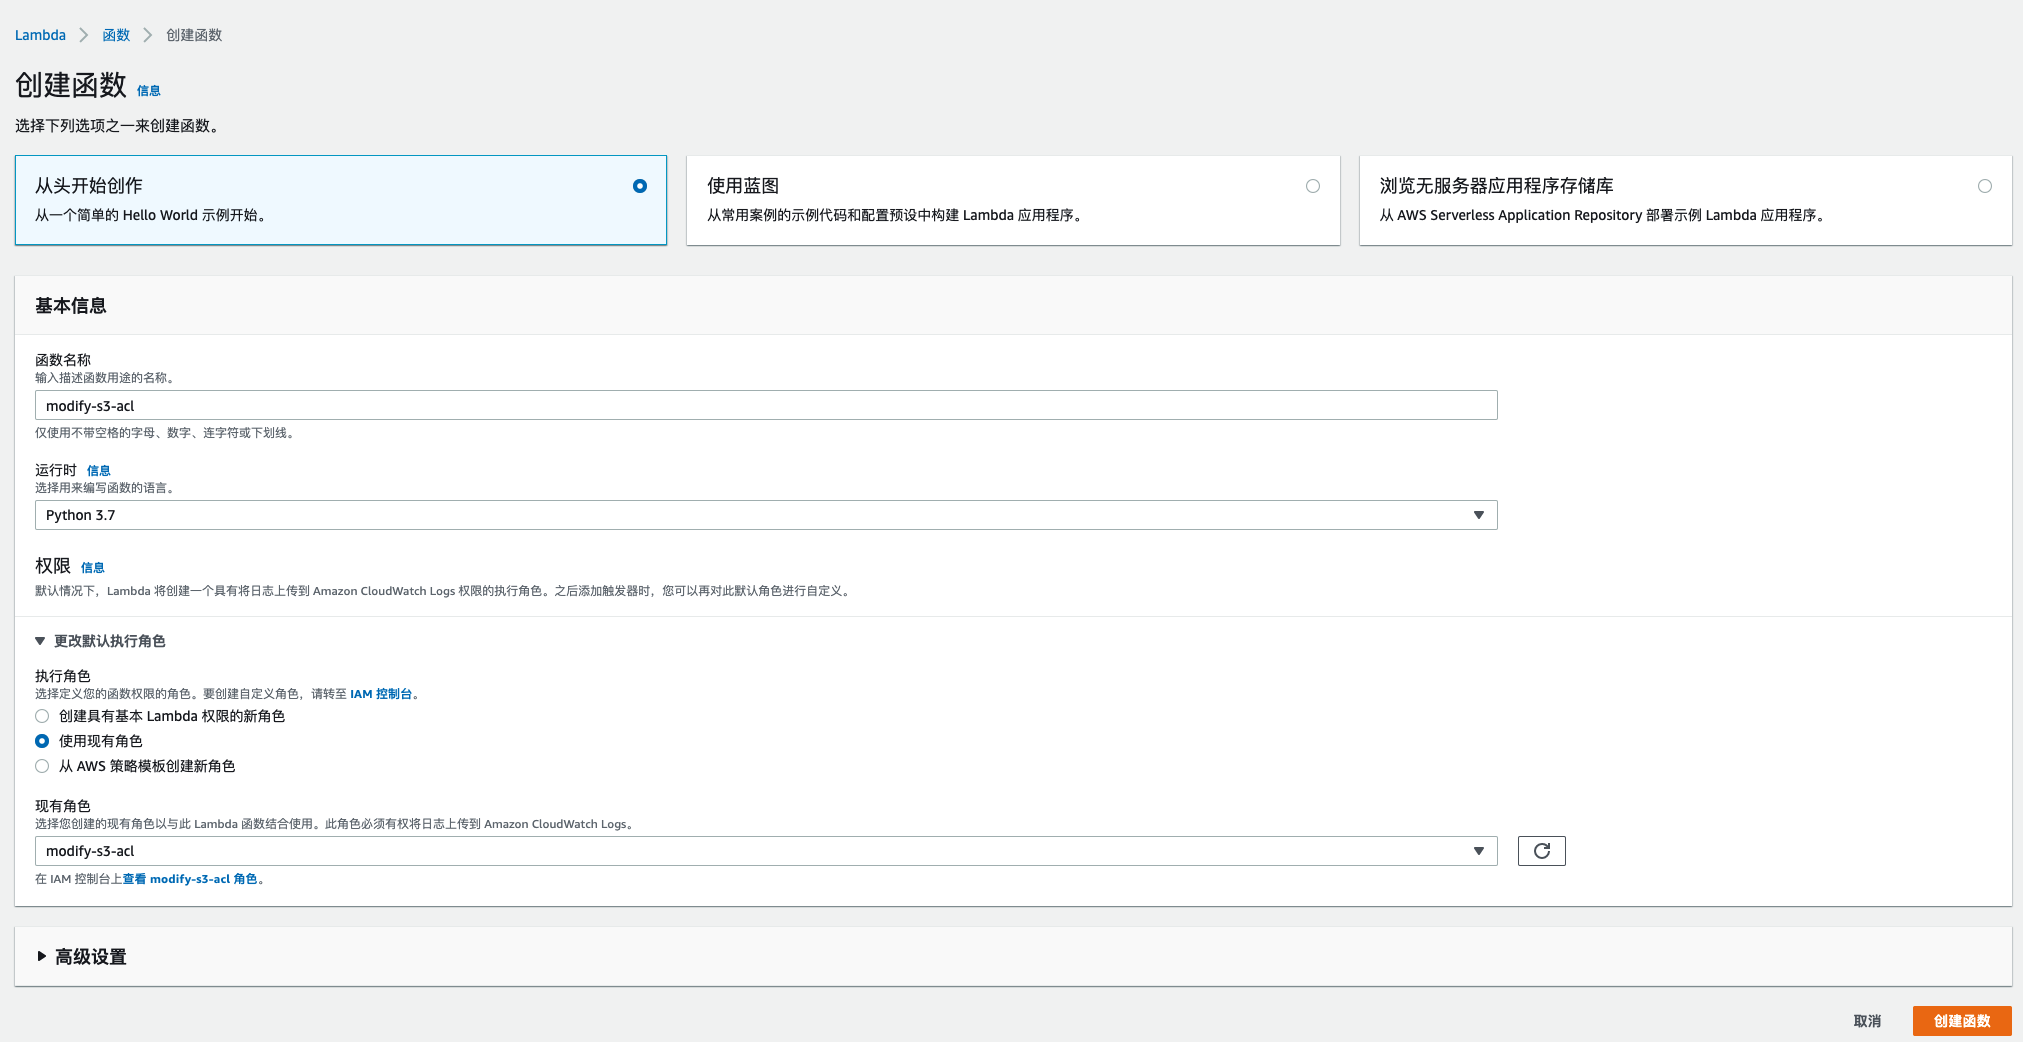 Lambda 函数 创建函数
创建函数 信息
选择下列选项之一来创建函数。
从头开始创作
从一个简单的 Hello World 示例开始。
使用蓝图
从常用案例的示例代码和配置预设中构建 Lambda 应用程序。
浏览无服务器应用程序存储库
从 AWS Serverless Application Repository 部署示例 Lambda 应用程序。
基本信息
函数名称
输入描述函数用途的名称。
modify-s3-acl
仅使用不带空格的字母、数字、连字符或下划线。
运行时 信息
选择用来编写函数的语言。
Python 3.7
权限 信息
默认情况下，Lambda 将创建一个具有将日志上传到 Amazon CloudWatch Logs 权限的执行角色。之后添加触发器时，您可以再对此默认角色进行自定义。
更改默认执行角色
执行角色
选择定义您的函数权限的角色。要创建自定义角色，请转至 IAM 控制台。
创建具有基本 Lambda 权限的新角色
使用现有角色
从 AWS 策略模板创建新角色
现有角色
选择您创建的现有角色以与此 Lambda 函数结合使用。此角色必须有权将日志上传到 Amazon CloudWatch Logs。
modify-s3-acl
在 IAM 控制台上查看 modify-s3-acl 角色。
高级设置
取消 创建函数